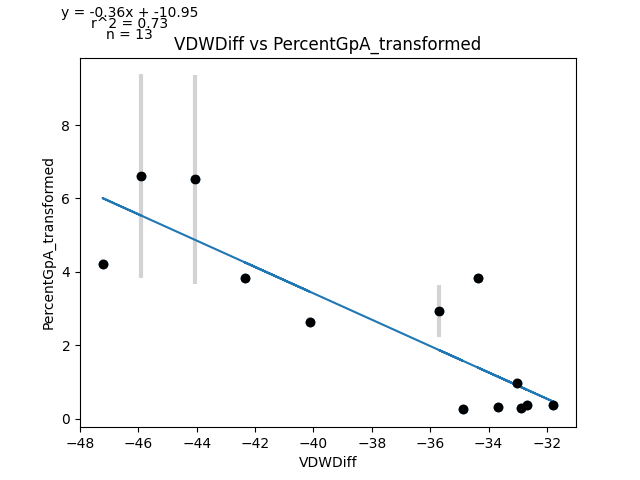 y = -0.36x + -10.95
r^2 = 0.73
n = 13
VDWDiff vs PercentGpA_transformed
PercentGpA_transformed
8
6
4
2
0
−48 −46 −44 −42 −40 −38 −36 −34 −32
VDWDiff